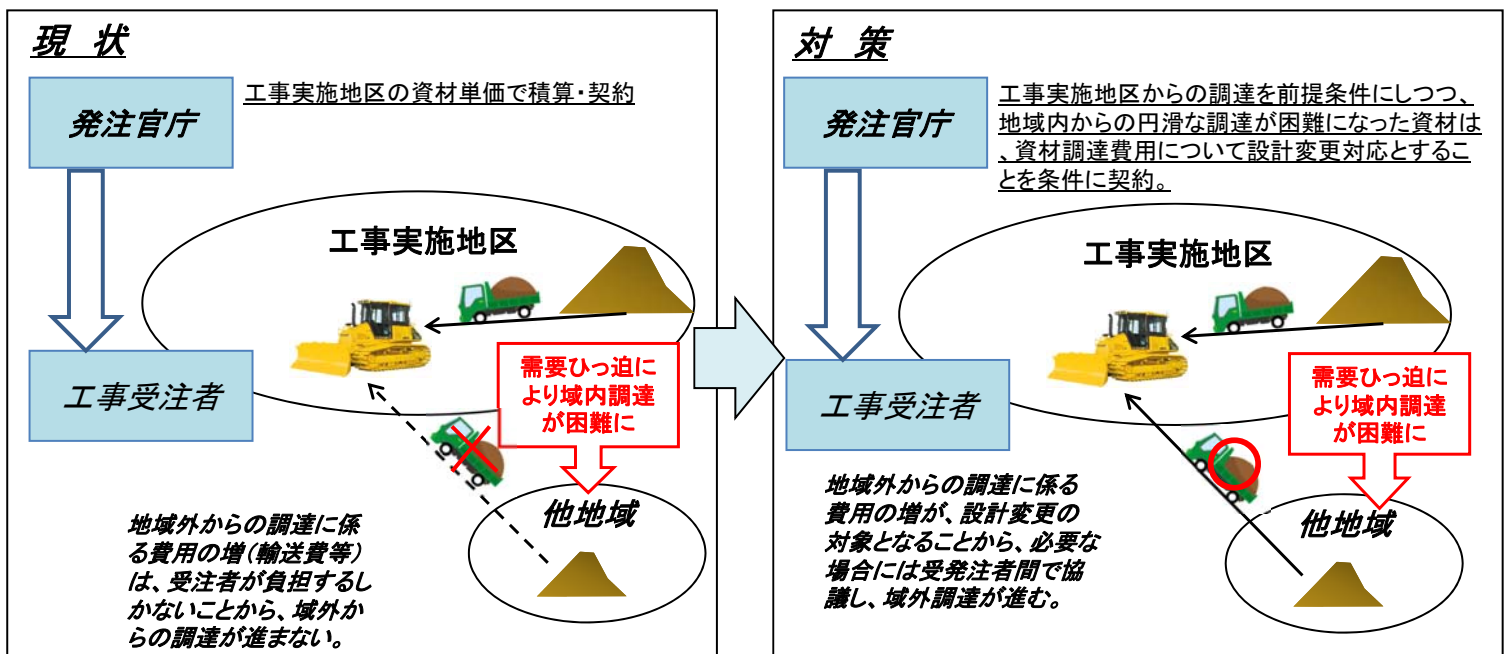 現 状
発注官庁
工事実施地区の資材単価で積算・契約
工事実施地区
工事受注者
需要ひっ迫に
より域内調達
が困難に
他地域
地域外からの調達に係
る費用の増(輸送費等)
は、受注者が負担するし
かないことから、域外か
らの調達が進まない。
対 策
発注官庁
工事実施地区からの調達を前提条件にしつつ、
地域内からの円滑な調達が困難になった資材は
、資材調達費用について設計変更対応とするこ
とを条件に契約。
工事実施地区
工事受注者
需要ひっ迫に
より域内調達
が困難に
他地域
地域外からの調達に係る
費用の増が、設計変更の
対象となることから、必要な
場合には受発注者間で協
議し、域外調達が進む。